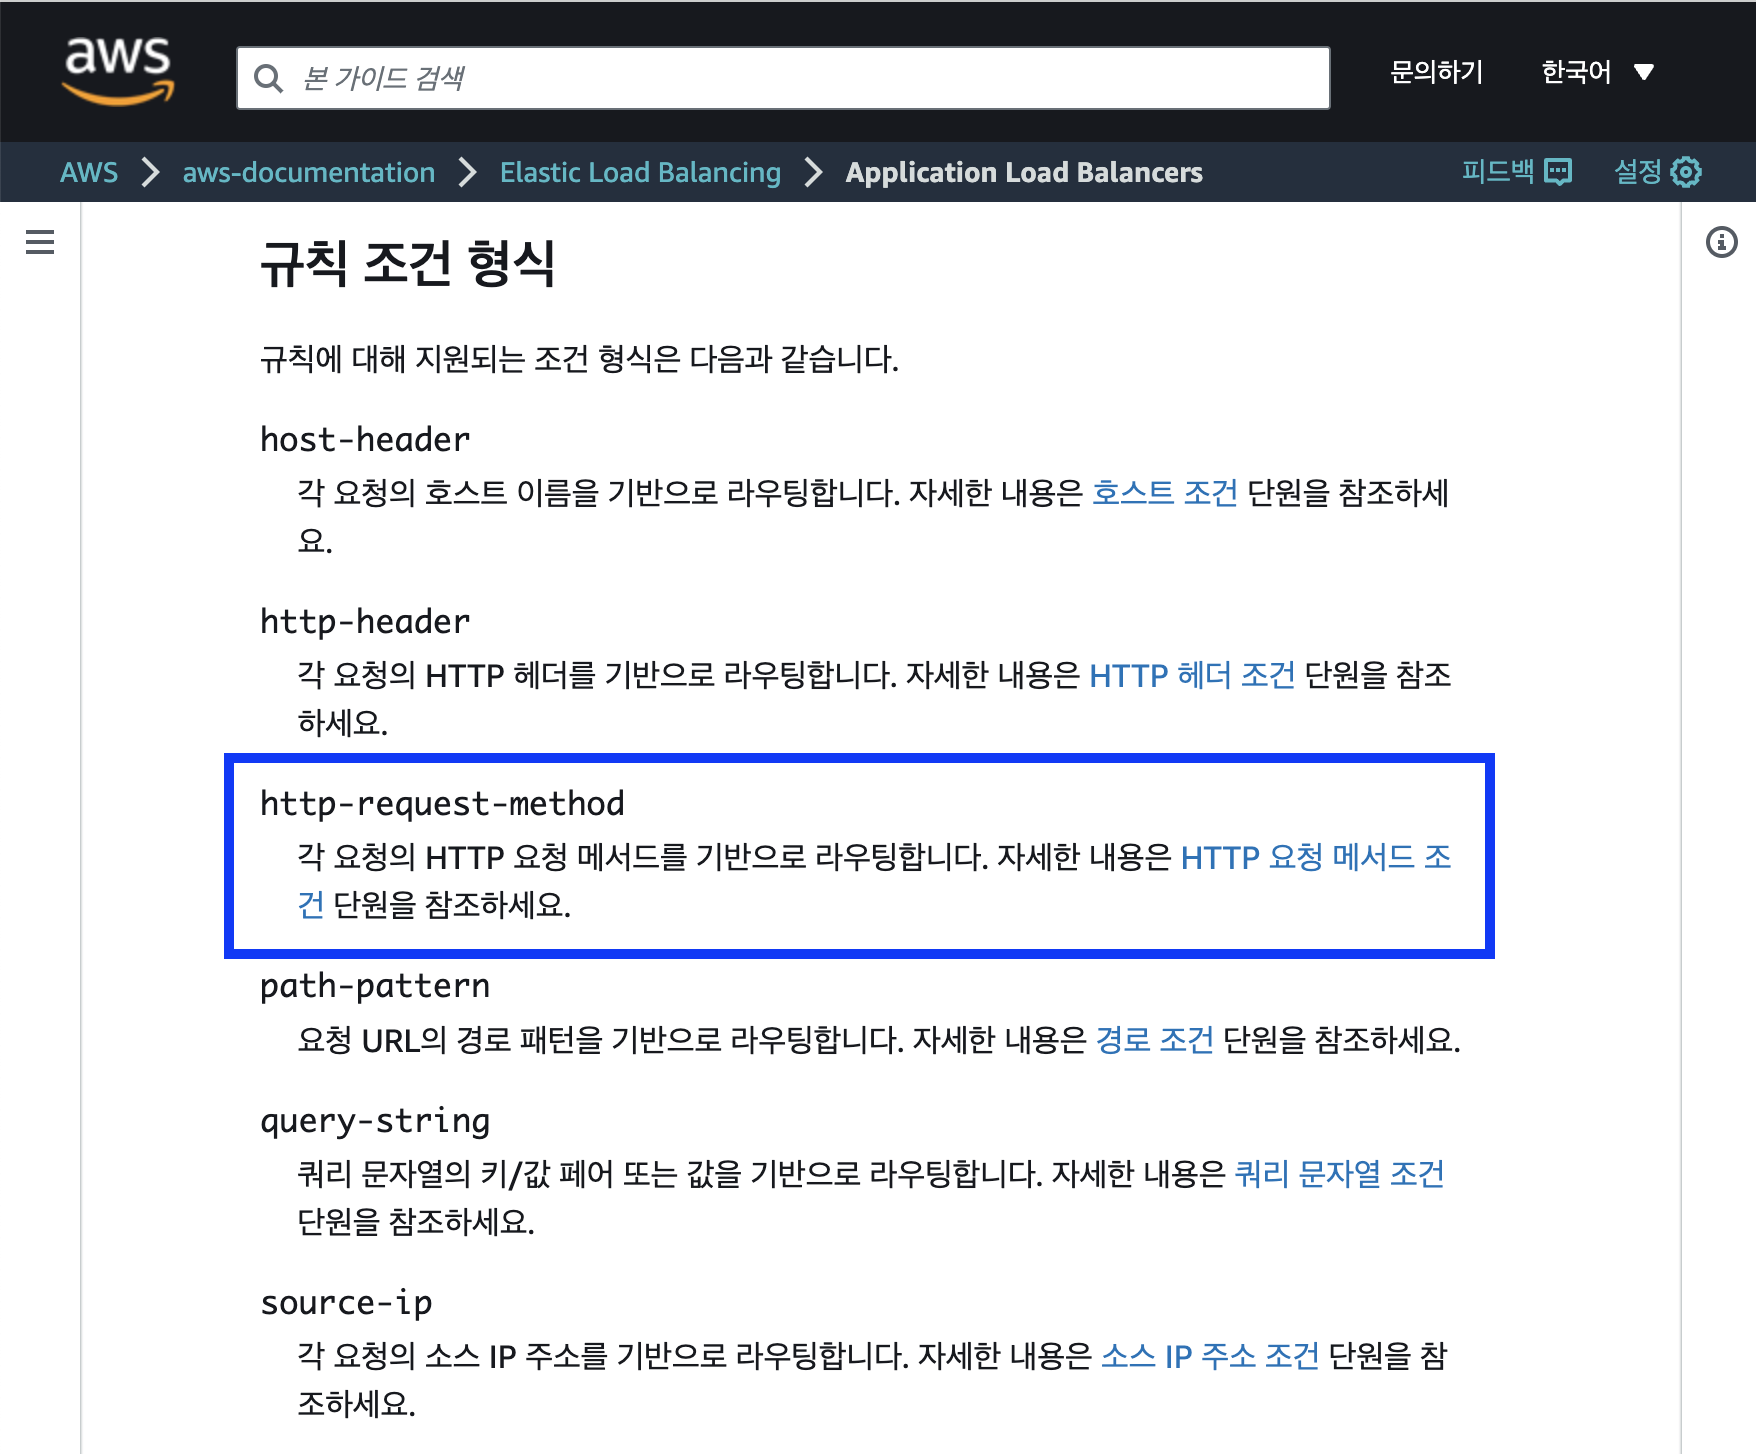 aws
본 가이드 검색
문의하기
한국어
AWS
aws-documentation
Elastic Load Balancing
Application Load Balancers
피드백
설정
규칙 조건 형식
규칙에 대해 지원되는 조건 형식은 다음과 같습니다.
host-header
각 요청의 호스트 이름을 기반으로 라우팅합니다. 자세한 내용은 호스트 조건 단원을 참조하세
요.
http-header
각 요청의 HTTP 헤더를 기반으로 라우팅합니다. 자세한 내용은 HTTP 헤더 조건 단원을 참조
하세요.
http-request-method
각 요청의 HTTP 요청 메서드를 기반으로 라우팅합니다. 자세한 내용은 HTTP 요청 메서드 조
건 단원을 참조하세요.
path-pattern
요청 URL의 경로 패턴을 기반으로 라우팅합니다. 자세한 내용은 경로 조건 단원을 참조하세요.
query-string
쿼리 문자열의 키/값 페어 또는 값을 기반으로 라우팅합니다. 자세한 내용은 쿼리 문자열 조건
단원을 참조하세요.
source-ip
각 요청의 소스 IP 주소를 기반으로 라우팅합니다. 자세한 내용은 소스 IP 주소 조건 단원을 참
조하세요.